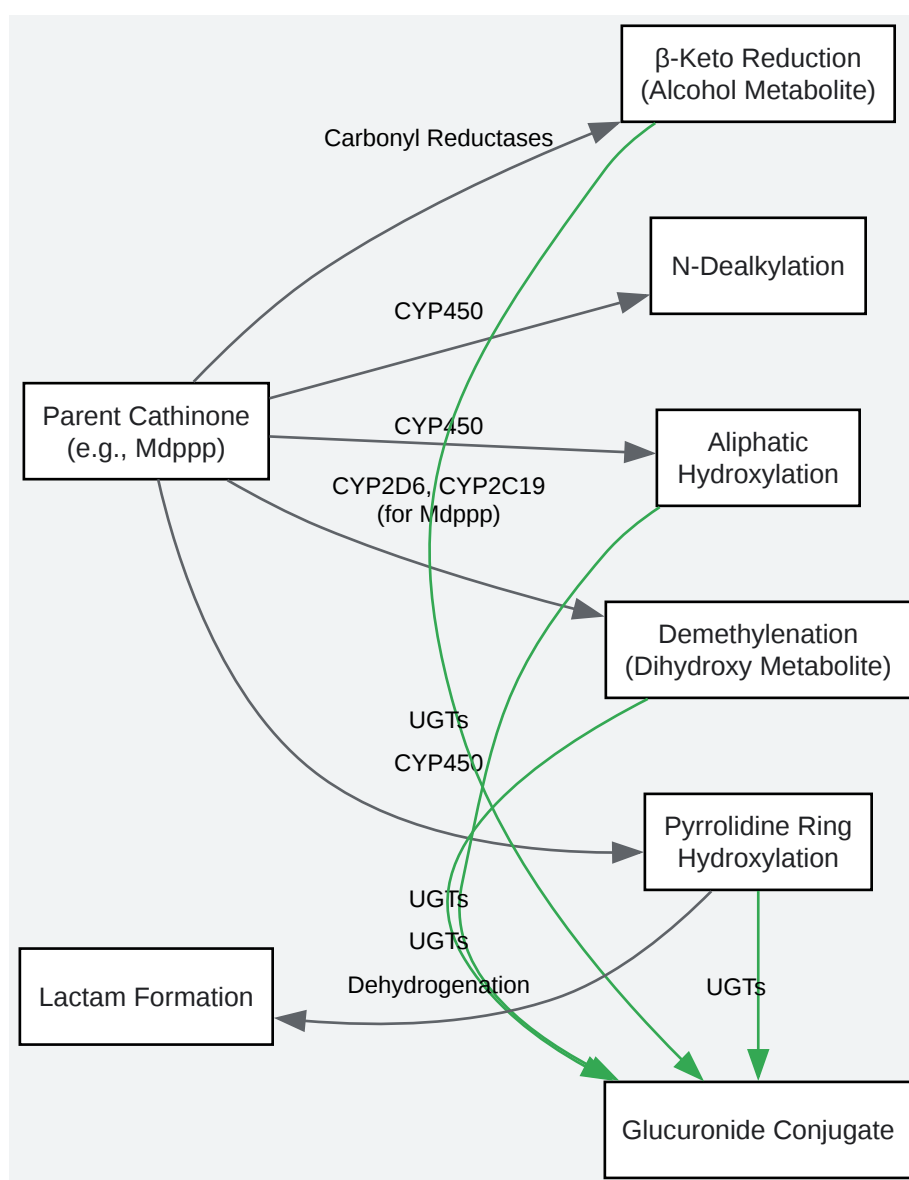 β-Keto Reduction
(Alcohol Metabolite)
Carbonyl Reductases
N-Dealkylation
CYP450
Parent Cathinone
(e.g., Mdppp)
CYP450
Aliphatic
Hydroxylation
CYP2D6, CYP2C19
(for Mdppp)
Demethylenation
(Dihydroxy Metabolite)
UGTs
CYP450
Pyrrolidine Ring
Hydroxylation
UGTs
UGTs
Lactam Formation
Dehydrogenation
UGTs
Glucuronide Conjugate